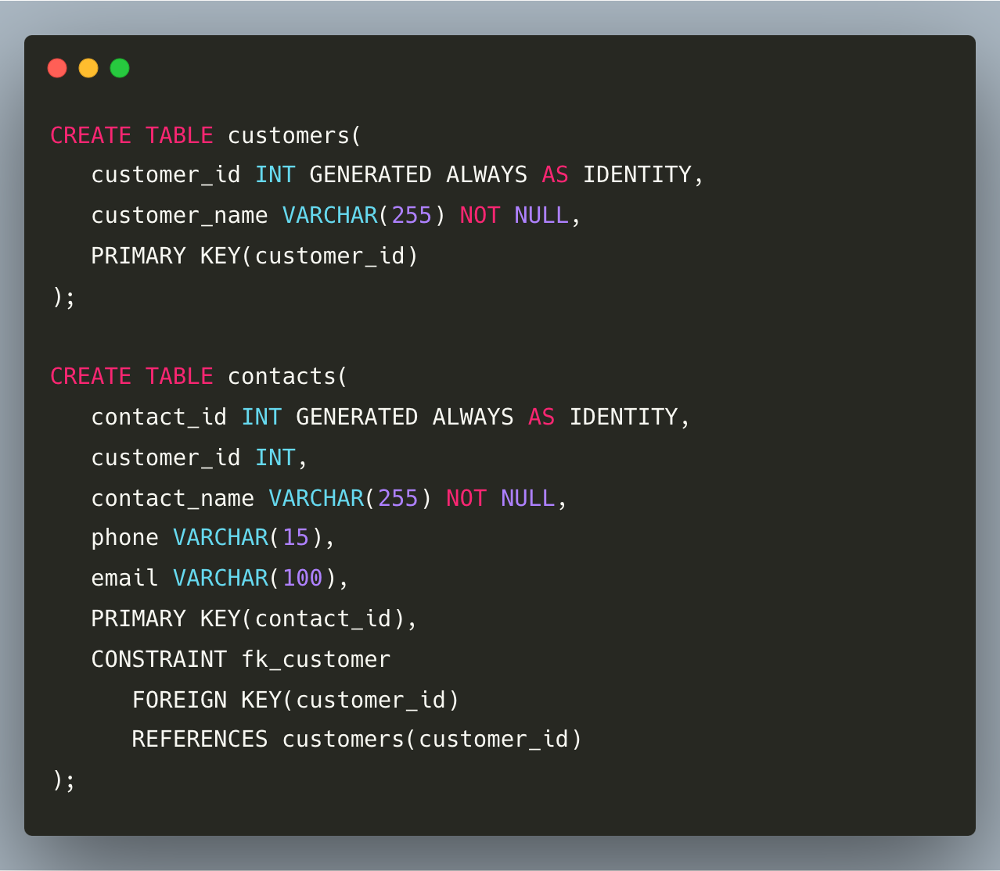 CREATE TABLE customers(
   customer_id INT GENERATED ALWAYS AS IDENTITY,
   customer_name VARCHAR(255) NOT NULL,
   PRIMARY KEY(customer_id)
);

CREATE TABLE contacts(
   contact_id INT GENERATED ALWAYS AS IDENTITY,
   customer_id INT,
   contact_name VARCHAR(255) NOT NULL,
   phone VARCHAR(15),
   email VARCHAR(100),
   PRIMARY KEY(contact_id),
   CONSTRAINT fk_customer
      FOREIGN KEY(customer_id)
      REFERENCES customers(customer_id)
);